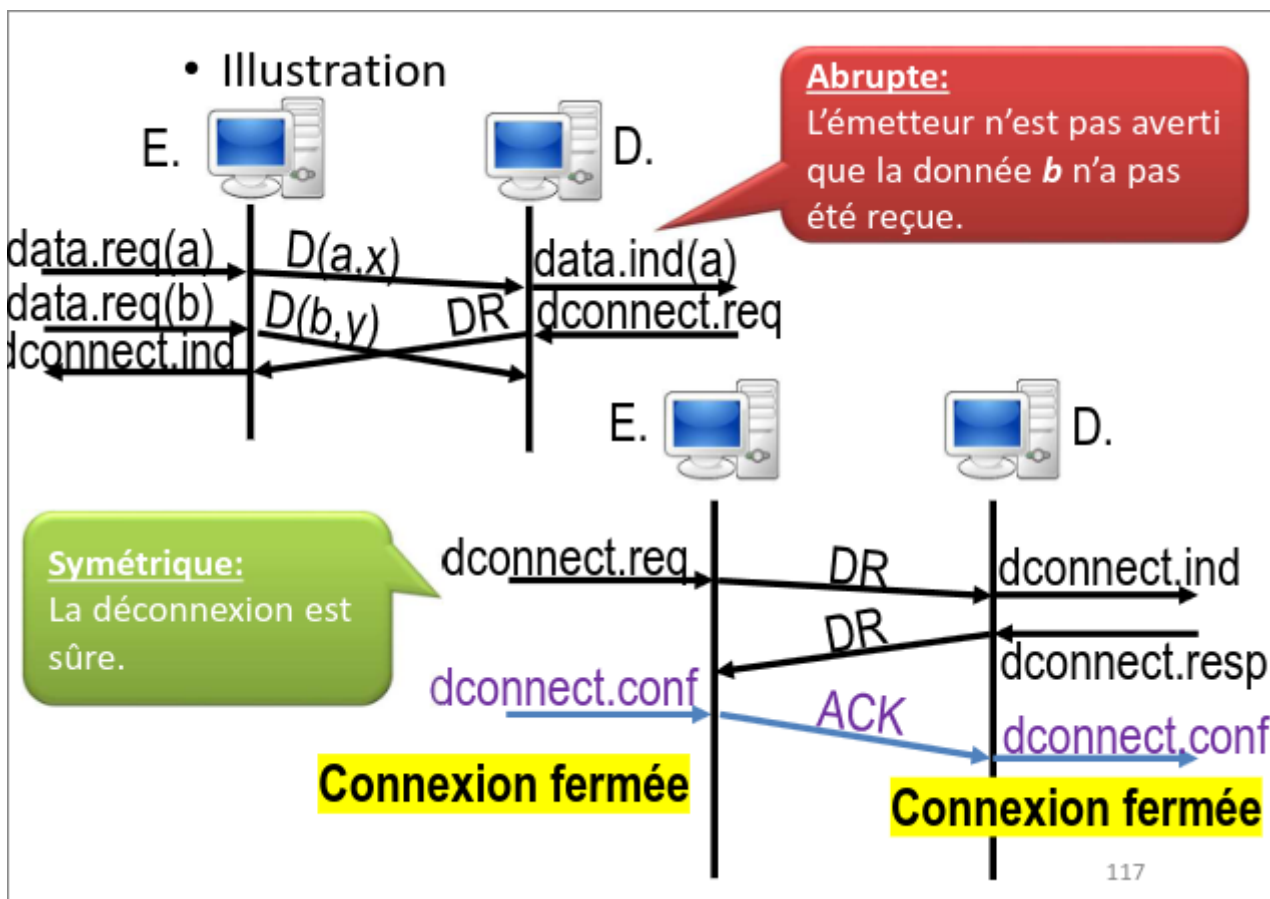 • Illustration
Abrupte:
L'émetteur n'est pas averti
que la donnée b n'a pas
été reçue.
E.
D.
data.req(a)
D(a,x)
data.ind(a)
data.req(b)
D(b,y)
DR
dconnect.req
dconnect.ind
E.
D.
Symétrique:
La déconnexion est
sûre.
dconnect.req
DR
dconnect.ind
DR
dconnect.resp
dconnect.conf
ACK
dconnect.conf
Connexion fermée
Connexion fermée
117